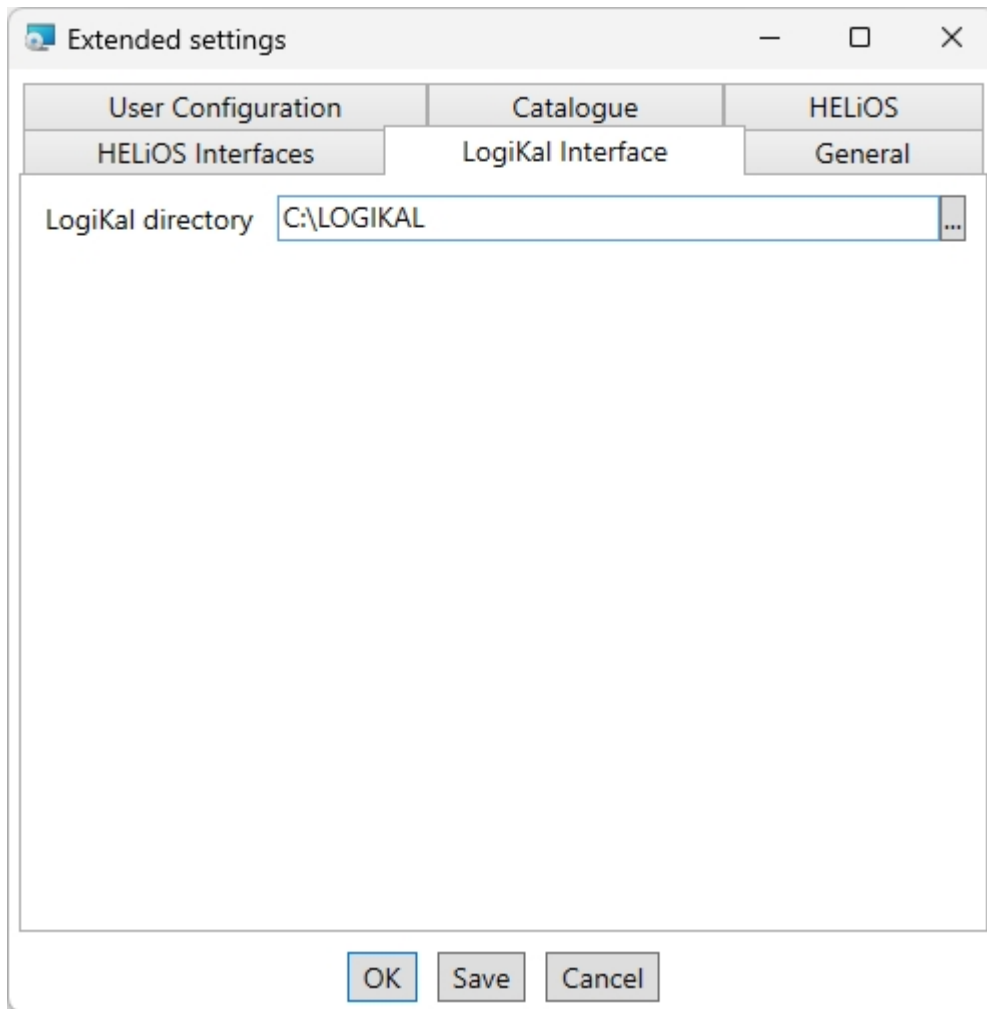 Extended settings
User Configuration Catalogue HELiOS
HELiOS Interfaces LogiKal Interface General
LogiKal directory C:\LOGIKAL ...
OK Save Cancel